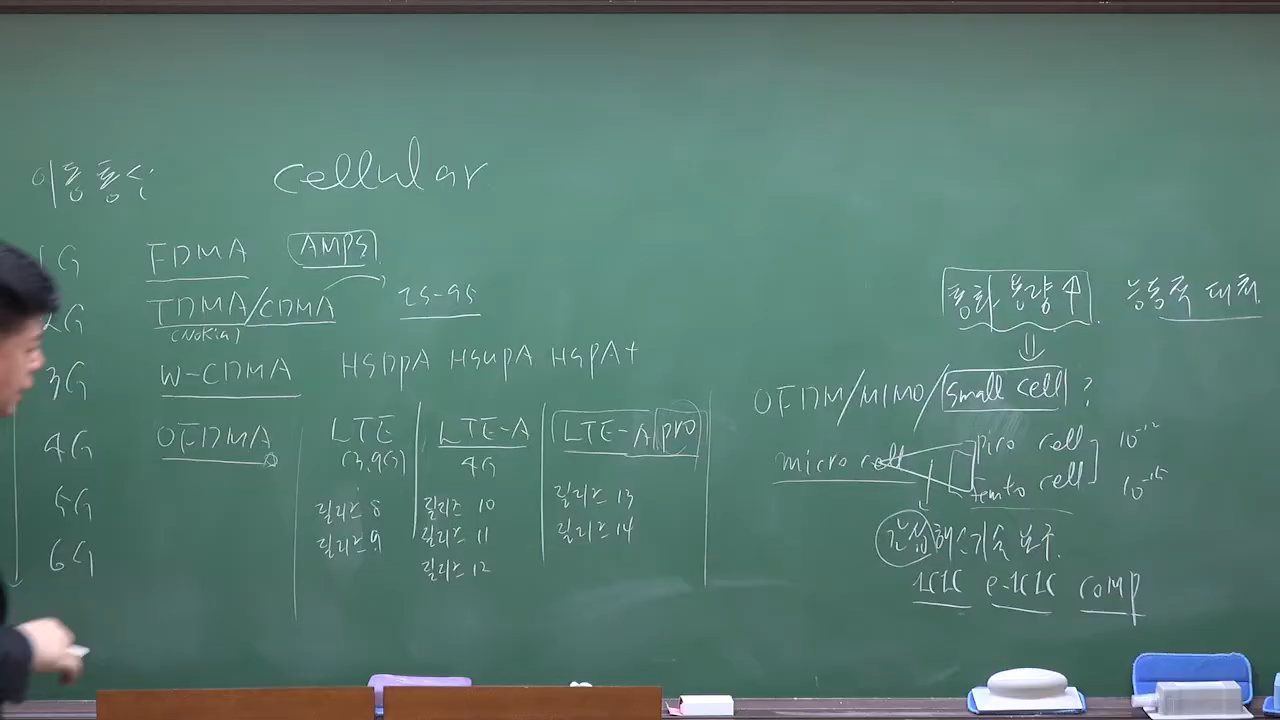 이동통신 cellular
1G FDMA AMPS
2G TDMA/CDMA IS-95
(Nokia)
3G W-CDMA HSDPA HSUPA HSPA+
4G OFDMA LTE LTE-A LTE-A pro
(3.9G) 4G
5G
6G
릴리즈 8 릴리즈 10 릴리즈 13
릴리즈 9 릴리즈 11 릴리즈 14
릴리즈 12
통화 용량 ↑ 능동적 대처
⇓
OFDM/MIMO/small cell ?
micro cell pico cell 10⁻¹²
femto cell 10⁻¹⁵
간섭
ICIC e-ICIC COMP